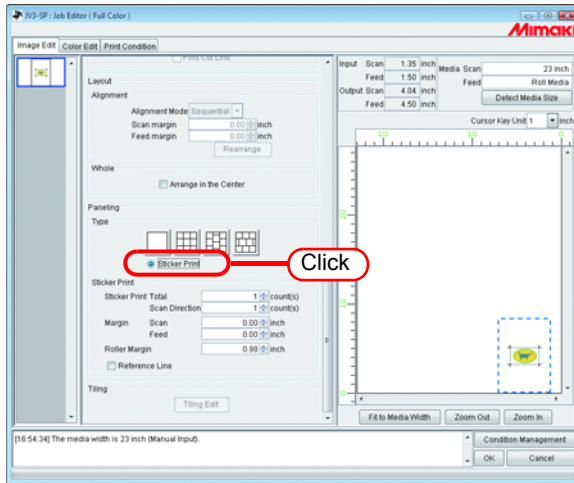 JV3-SP : Job Editor ( Full Color )
Mimaki
Image Edit Color Edit Print Condition
Print Cut Line
Layout
Alignment
Alignment Mode Sequential
Scan margin 0.00 inch
Feed margin 0.00 inch
Rearrange
Whole
Arrange in the Center
Paneling
Type
Sticker Print
Click
Sticker Print
Sticker Print Total 1 count(s)
Scan Direction 1 count(s)
Margin Scan 0.00 inch
Feed 0.00 inch
Roller Margin 0.98 inch
Reference Line
Tiling
Tiling Edit
Input Scan 1.35 inch
Feed 1.50 inch
Output Scan 4.04 inch
Feed 4.50 inch
Media Scan 23 inch
Feed Roll Media
Detect Media Size
Cursor Key Unit 1 inch
20 10 0
20
10
0
Fit to Media Width Zoom Out Zoom In
[16:54:34] The media width is 23 inch (Manual Input).
Condition Management
OK Cancel